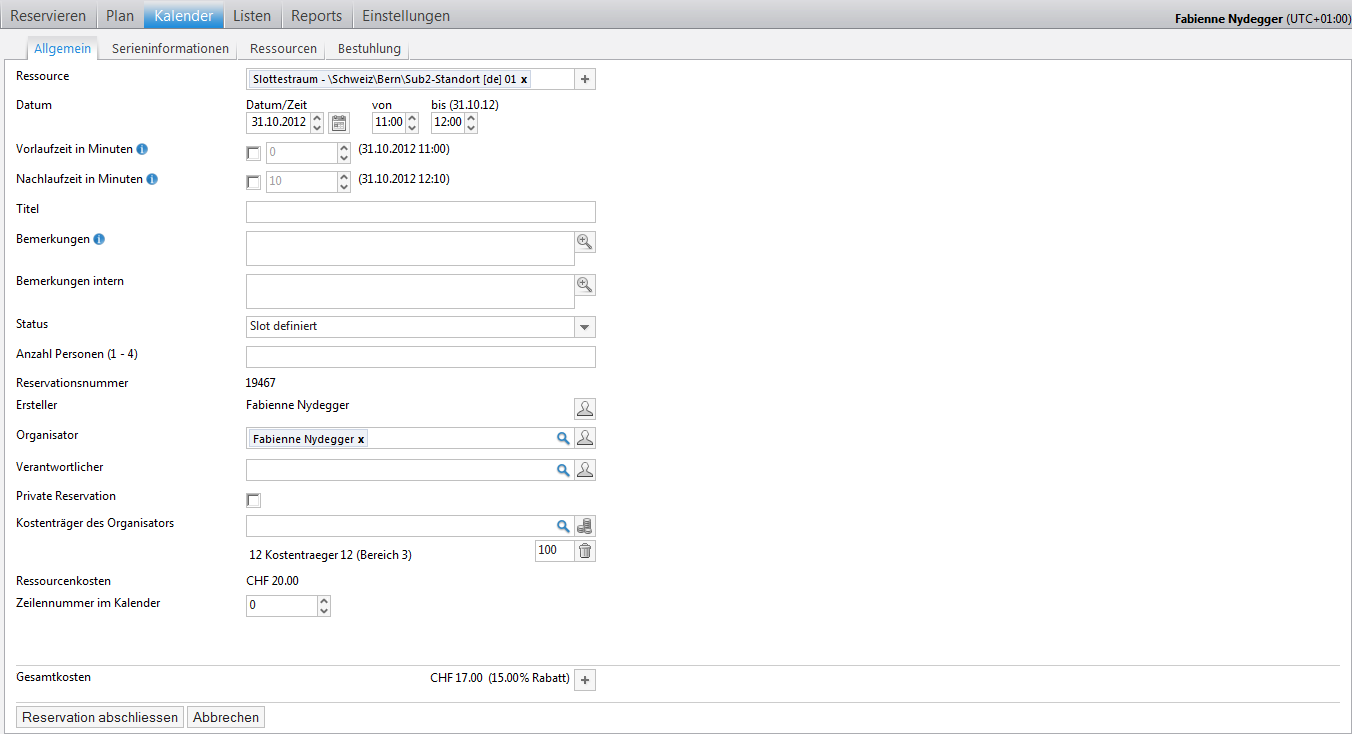 Reservieren Plan Kalender Listen Reports Einstellungen
Fabienne Nydegger (UTC+01:00)
Allgemein Serieninformationen Ressourcen Bestuhlung
Ressource Slottestraum - \Schweiz\Bern\Sub2-Standort [de] 01 x
Datum Datum/Zeit von bis (31.10.12)
31.10.2012 11:00 12:00
Vorlaufzeit in Minuten 0 (31.10.2012 11:00)
Nachlaufzeit in Minuten 10 (31.10.2012 12:10)
Titel
Bemerkungen
Bemerkungen intern
Status Slot definiert
Anzahl Personen (1 - 4)
Reservationsnummer 19467
Ersteller Fabienne Nydegger
Organisator Fabienne Nydegger x
Verantwortlicher
Private Reservation
Kostenträger des Organisators
12 Kostentraeger 12 (Bereich 3) 100
Ressourcenkosten CHF 20.00
Zeilennummer im Kalender 0
Gesamtkosten CHF 17.00 (15.00% Rabatt)
Reservation abschliessen Abbrechen